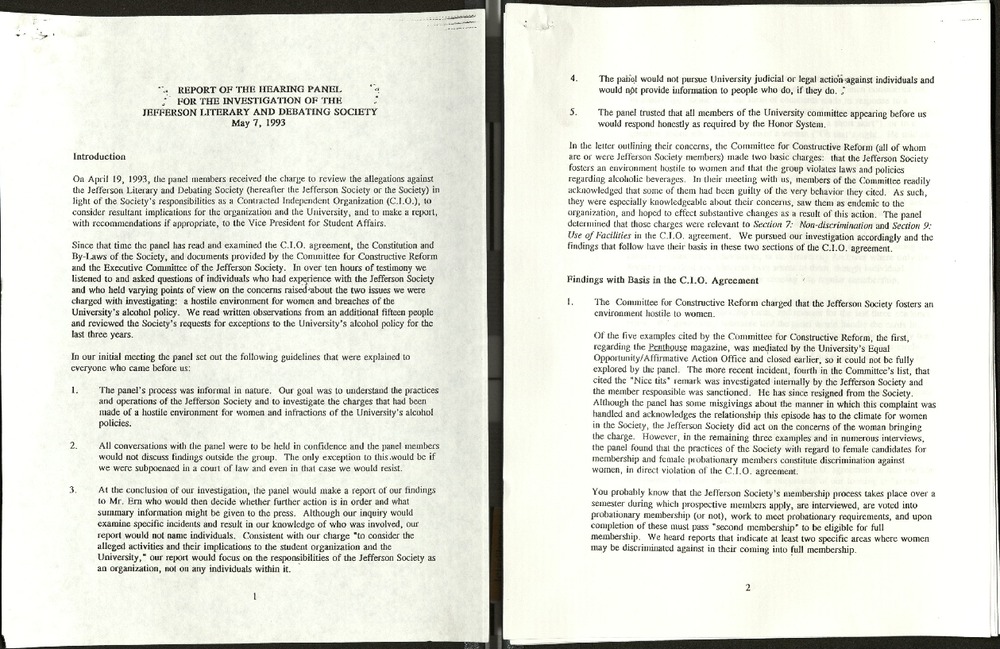 REPORT OF THE HEARING PANEL
FOR THE INVESTIGATION OF THE
JEFFERSON LITERARY AND DEBATING SOCIETY
May 7, 1993
Introduction
On April 19, 1993, the panel members received the charge to review the allegations against
the Jefferson Literary and Debating Society (hereafter the Jefferson Society or the Society) in
light of the Society's responsibilities as a Contracted Independent Organization (C.I.O.), to
consider resultant implications for the organization and the University, and to make a report,
with recommendations if appropriate, to the Vice President for Student Affairs.
Since that time the panel has read and examined the C.I.O. agreement, the Constitution and
By-Laws of the Society, and documents provided by the Committee for Constructive Reform
and the Executive Committee of the Jefferson Society. In over ten hours of testimony we
listened to and asked questions of individuals who had experience with the Jefferson Society
and who held varying points of view on the concerns raised about the two issues we were
charged with investigating: a hostile environment for women and breaches of the
University's alcohol policy. We read written observations from an additional fifteen people
and reviewed the Society's requests for exceptions to the University's alcohol policy for the
last three years.
In our initial meeting the panel set out the following guidelines that were explained to
everyone who came before us:
1. The panel's process was informal in nature. Our goal was to understand the practices
and operations of the Jefferson Society and to investigate the charges that had been
made of a hostile environment for women and infractions of the University's alcohol
policies.
2. All conversations with the panel were to be held in confidence and the panel members
would not discuss findings outside the group. The only exception to this would be if
we were subpoenaed in a court of law and even in that case we would resist.
3. At the conclusion of our investigation, the panel would make a report of our findings
to Mr. Ern who would then decide whether further action is in order and what
summary information might be given to the press. Although our inquiry would
examine specific incidents and result in our knowledge of who was involved, our
report would not name individuals. Consistent with our charge "to consider the
alleged activities and their implications to the student organization and the
University," our report would focus on the responsibilities of the Jefferson Society as
an organization, not on any individuals within it.
1
4. The panel would not pursue University judicial or legal action against individuals and
would not provide information to people who do, if they do.
5. The panel trusted that all members of the University committee appearing before us
would respond honestly as required by the Honor System.
In the letter outlining their concerns, the Committee for Constructive Reform (all of whom
are or were Jefferson Society members) made two basic charges: that the Jefferson Society
fosters an environment hostile to women and that the group violates laws and policies
regarding alcoholic beverages. In their meeting with us, members of the Committee readily
acknowledged that some of them had been guilty of the very behavior they cited. As such,
they were especially knowledgeable about their concerns, saw them as endemic to the
organization, and hoped to effect substantive changes as a result of this action. The panel
determined that those charges were relevant to Section 7: Non-discrimination and Section 9:
Use of Facilities in the C.I.O. agreement. We pursued our investigation accordingly and the
findings that follow have their basis in these two sections of the C.I.O. agreement.
Findings with Basis in the C.I.O. Agreement
1. The Committee for Constructive Reform charged that the Jefferson Society fosters an
environment hostile to women.
Of the five examples cited by the Committee for Constructive Reform, the first,
regarding the Penthouse magazine, was mediated by the University's Equal
Opportunity/Affirmative Action Office and closed earlier, so it could not be fully
explored by the panel. The more recent incident, fourth in the Committee's list, that
cited the "Nice tits" remark was investigated internally by the Jefferson Society and
the member responsible was sanctioned. He has since resigned from the Society.
Although the panel has some misgivings about the manner in which this complaint was
handled and acknowledges the relationship this episode has to the climate for women
in the Society, the Jefferson Society did act on the concerns of the woman bringing
the charge. However, in the remaining three examples and in numerous interviews,
the panel found that the practices of the Society with regard to female candidates for
membership and female probationary members constitute discrimination against
women, in direct violation of the C.I.O. agreement.
You probably know that the Jefferson Society's membership process takes place over a
semester during which prospective members apply, are interviewed, are voted into
probationary membership (or not), work to meet probationary requirements, and upon
completion of these must pass "second membership" to be eligible for full
membership. We heard reports that indicate at least two specific areas where women
may be discriminated against in their coming into full membership.
2